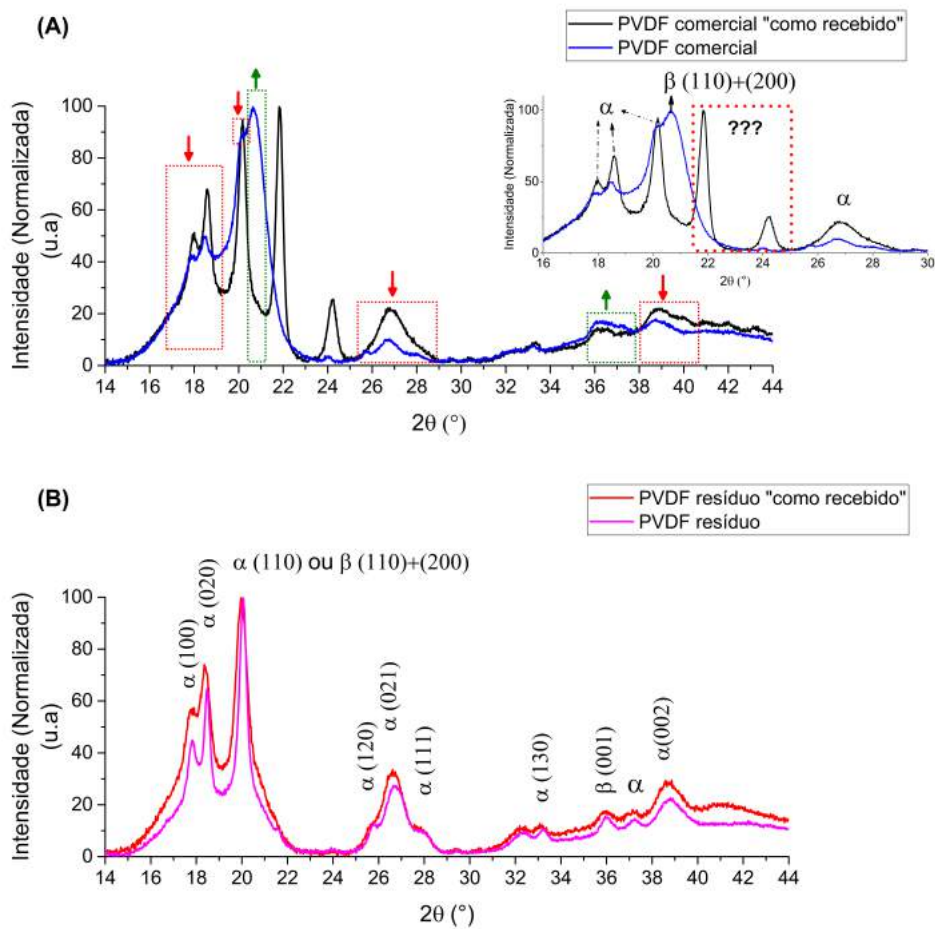 (A)
PVDF comercial "como recebido"
PVDF comercial
Intensidade (Normalizada)
(u.a)
100
80
60
40
20
0
14 16 18 20 22 24 26 28 30 32 34 36 38 40 42 44
2θ (°)
β (110)+(200)
α
???
α
Intensidade (Normalizada)
100
50
0
16 18 20 22 24 26 28 30
2θ (°)
(B)
PVDF resíduo "como recebido"
PVDF resíduo
α (110) ou β (110)+(200)
α (100)
α (020)
α (120)
α (021)
α (111)
α (130)
β (001)
α
α(002)
Intensidade (Normalizada)
(u.a)
100
80
60
40
20
0
14 16 18 20 22 24 26 28 30 32 34 36 38 40 42 44
2θ (°)